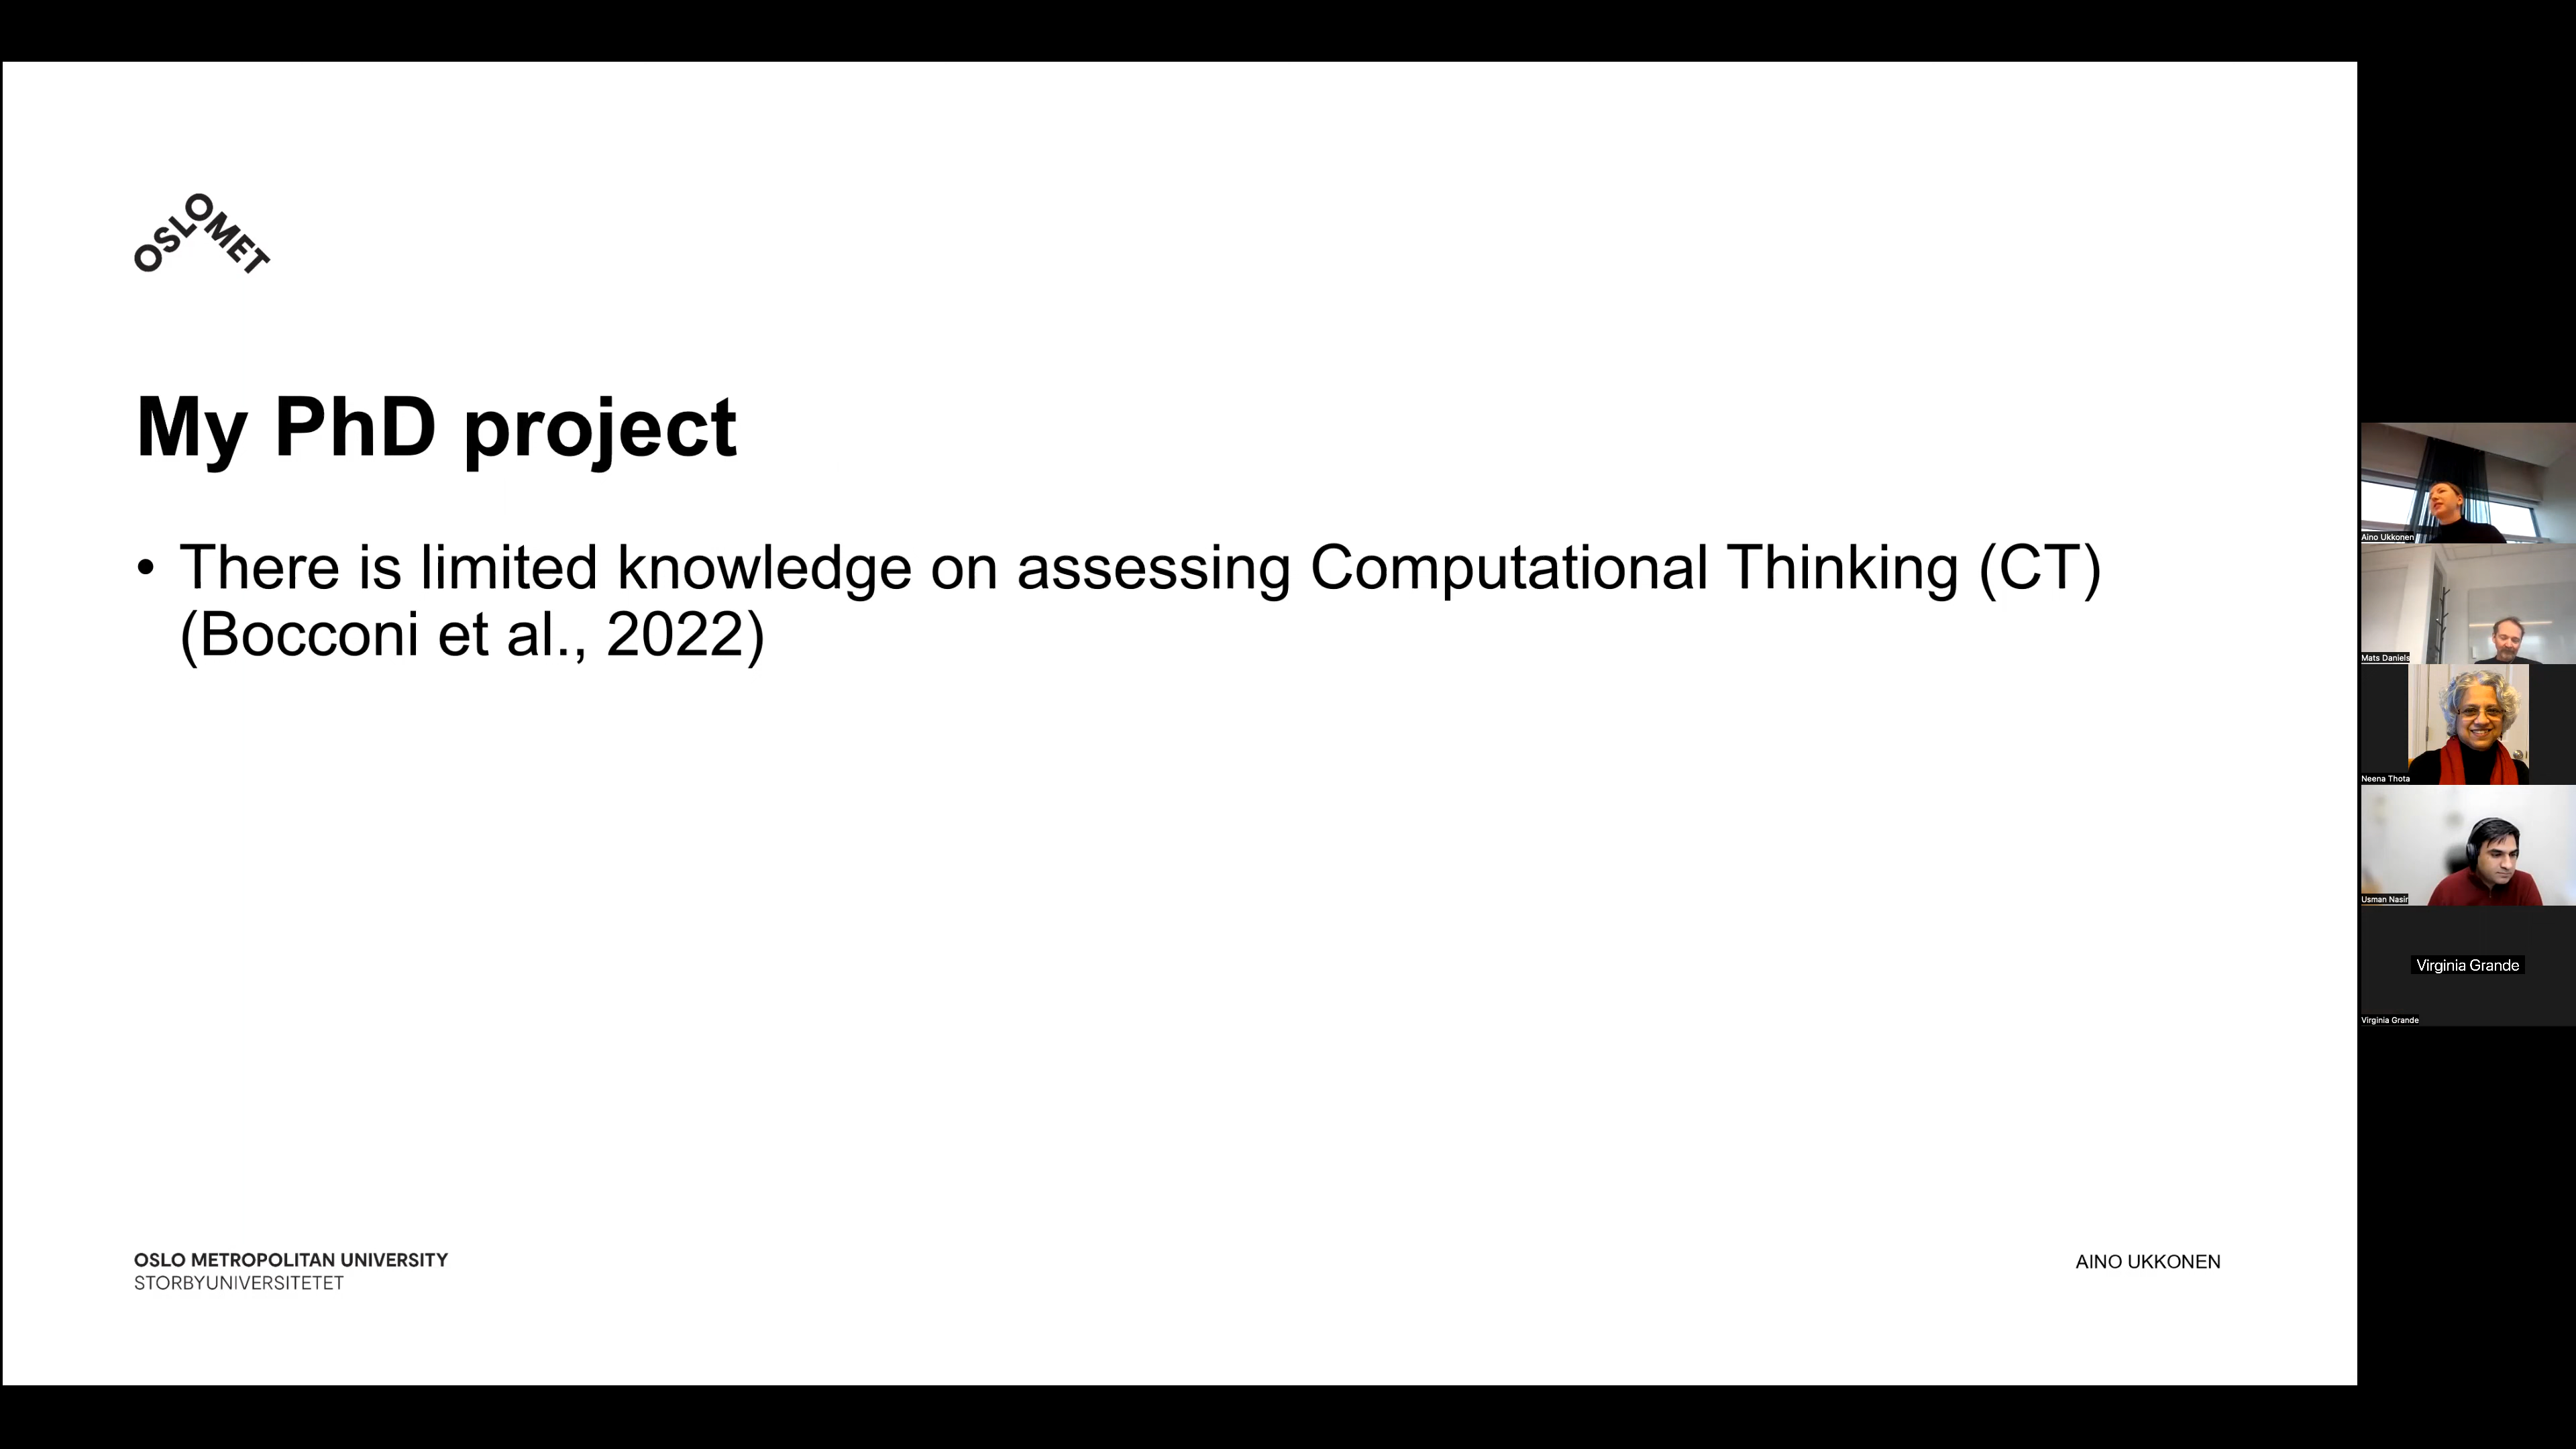 OSLOMET
My PhD project
• There is limited knowledge on assessing Computational Thinking (CT)
(Bocconi et al., 2022)
OSLO METROPOLITAN UNIVERSITY
STORBYUNIVERSITETET
AINO UKKONEN
Aino Ukkonen
Mats Daniels
Neena Thota
Usman Nasir
Virginia Grande
Virginia Grande